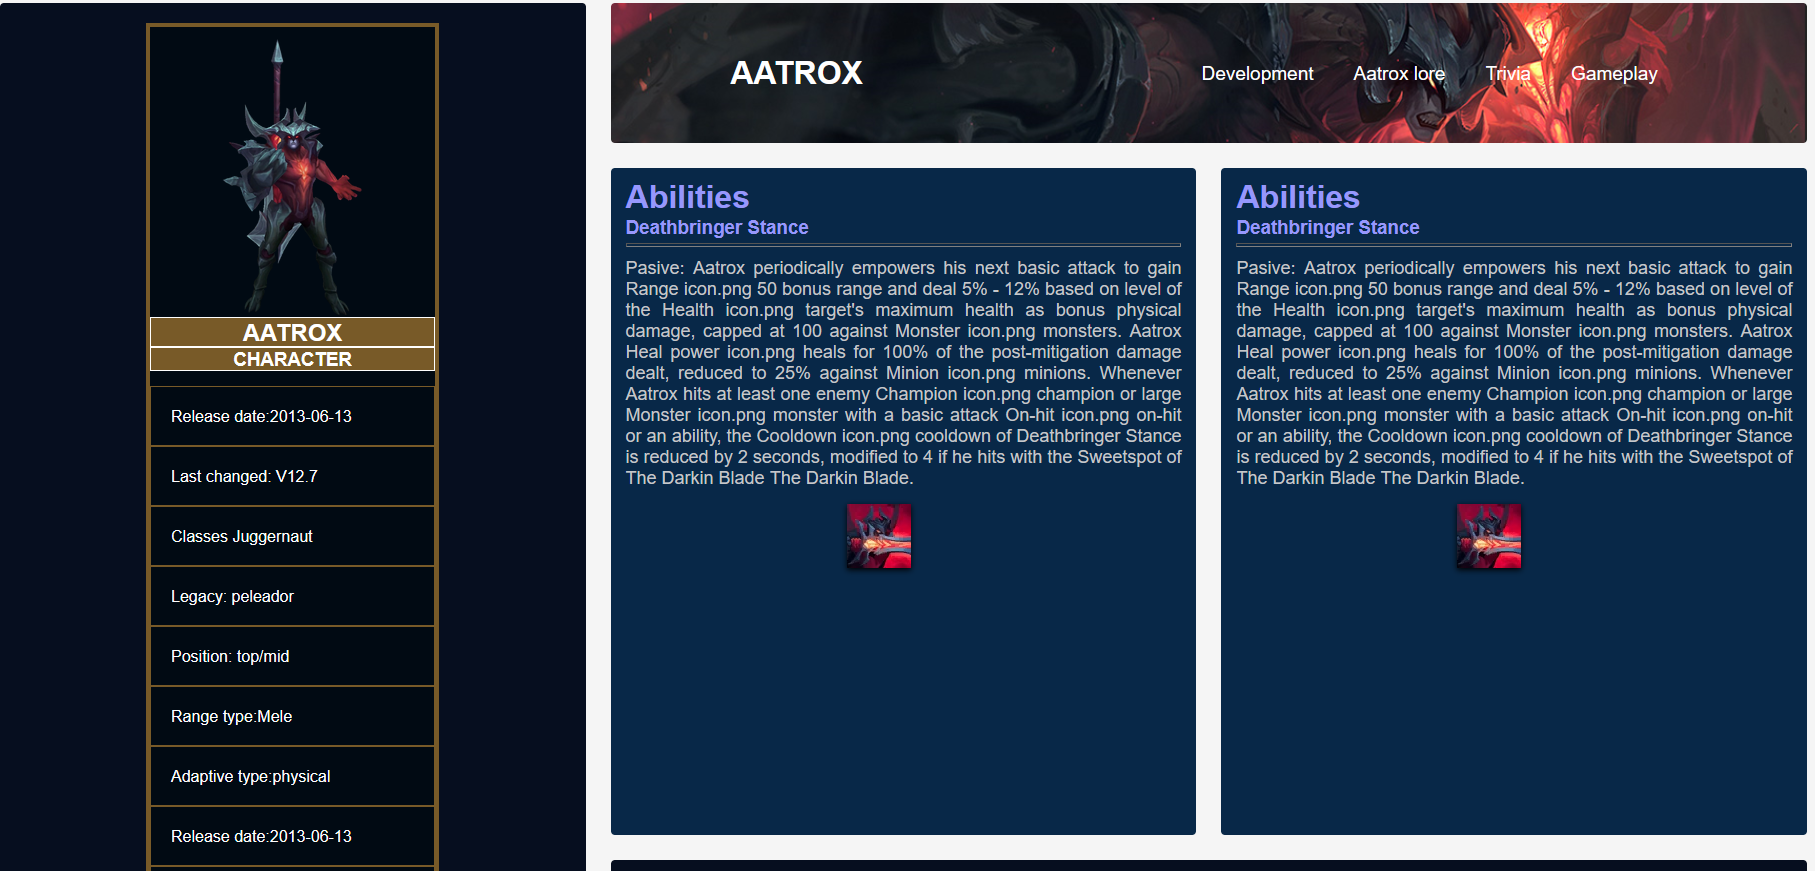 AATROX
CHARACTER
Release date:2013-06-13
Last changed: V12.7
Classes Juggernaut
Legacy: peleador
Position: top/mid
Range type:Mele
Adaptive type:physical
Release date:2013-06-13
AATROX
Development Aatrox lore Trivia Gameplay
Abilities
Deathbringer Stance
Pasive: Aatrox periodically empowers his next basic attack to gain
Range icon.png 50 bonus range and deal 5% - 12% based on level of
the Health icon.png target's maximum health as bonus physical
damage, capped at 100 against Monster icon.png monsters. Aatrox
Heal power icon.png heals for 100% of the post-mitigation damage
dealt, reduced to 25% against Minion icon.png minions. Whenever
Aatrox hits at least one enemy Champion icon.png champion or large
Monster icon.png monster with a basic attack On-hit icon.png on-hit
or an ability, the Cooldown icon.png cooldown of Deathbringer Stance
is reduced by 2 seconds, modified to 4 if he hits with the Sweetspot of
The Darkin Blade The Darkin Blade.
Abilities
Deathbringer Stance
Pasive: Aatrox periodically empowers his next basic attack to gain
Range icon.png 50 bonus range and deal 5% - 12% based on level of
the Health icon.png target's maximum health as bonus physical
damage, capped at 100 against Monster icon.png monsters. Aatrox
Heal power icon.png heals for 100% of the post-mitigation damage
dealt, reduced to 25% against Minion icon.png minions. Whenever
Aatrox hits at least one enemy Champion icon.png champion or large
Monster icon.png monster with a basic attack On-hit icon.png on-hit
or an ability, the Cooldown icon.png cooldown of Deathbringer Stance
is reduced by 2 seconds, modified to 4 if he hits with the Sweetspot of
The Darkin Blade The Darkin Blade.